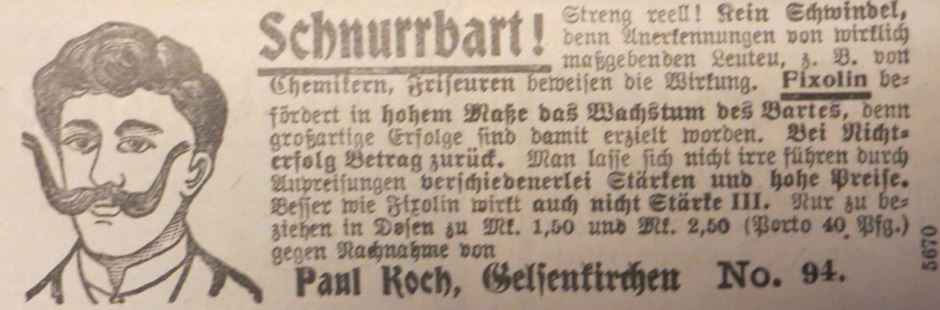 Schnurrbart! Streng reell! Kein Schwindel,
denn Anerkennungen von wirklich
maßgebenden Leuten, z. B. von
Chemikern, Friseuren beweisen die Wirkung. Fixolin be-
fördert in hohem Maße das Wachstum des Bartes, denn
großartige Erfolge sind damit erzielt worden. Bei Nicht-
erfolg Betrag zurück. Man lasse sich nicht irre führen durch
Anpreisungen verschiedenerlei Stärken und hohe Preise.
Besser wie Fixolin wirkt auch nicht Stärke III. Nur zu be-
ziehen in Dosen zu Mk. 1,50 und Mk. 2,50 (Porto 40 Pfg.)
gegen Nachnahme von
Paul Koch, Gelsenkirchen No. 94.
5670